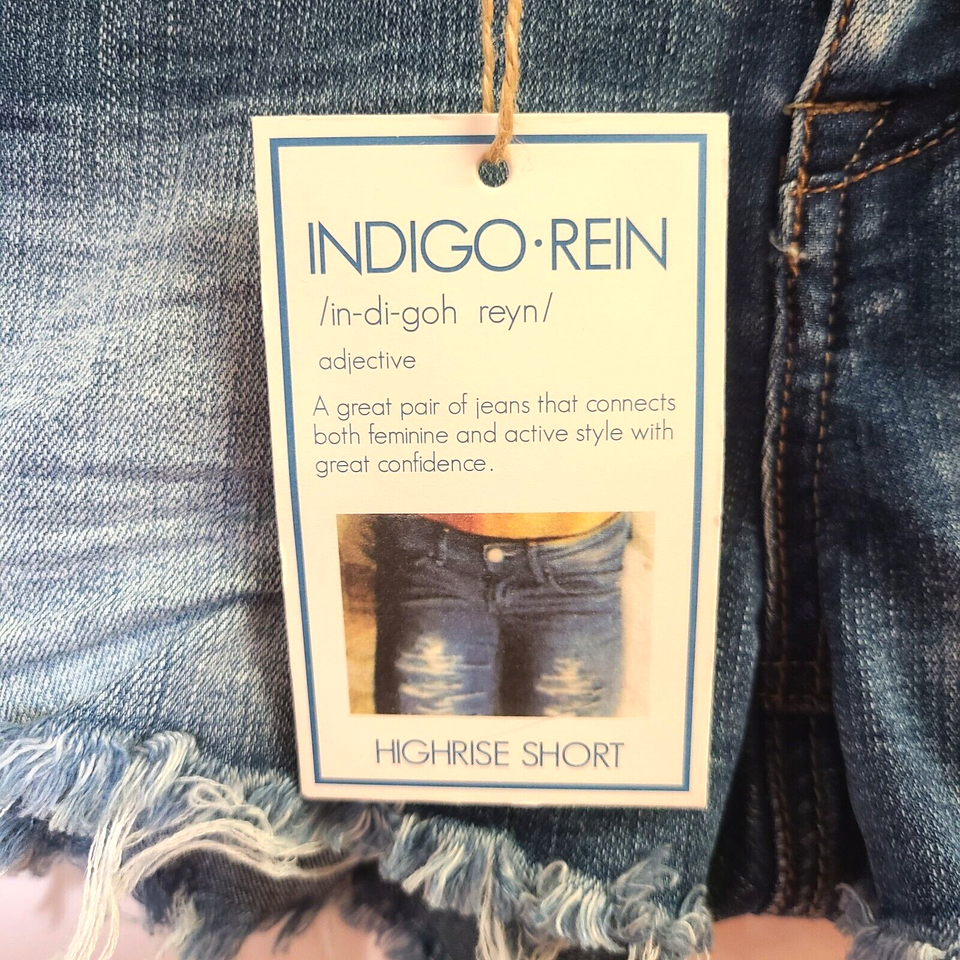 INDIGO·REIN
/in-di-goh reyn/
adjective
A great pair of jeans that connects
both feminine and active style with
great confidence.
HIGHRISE SHORT